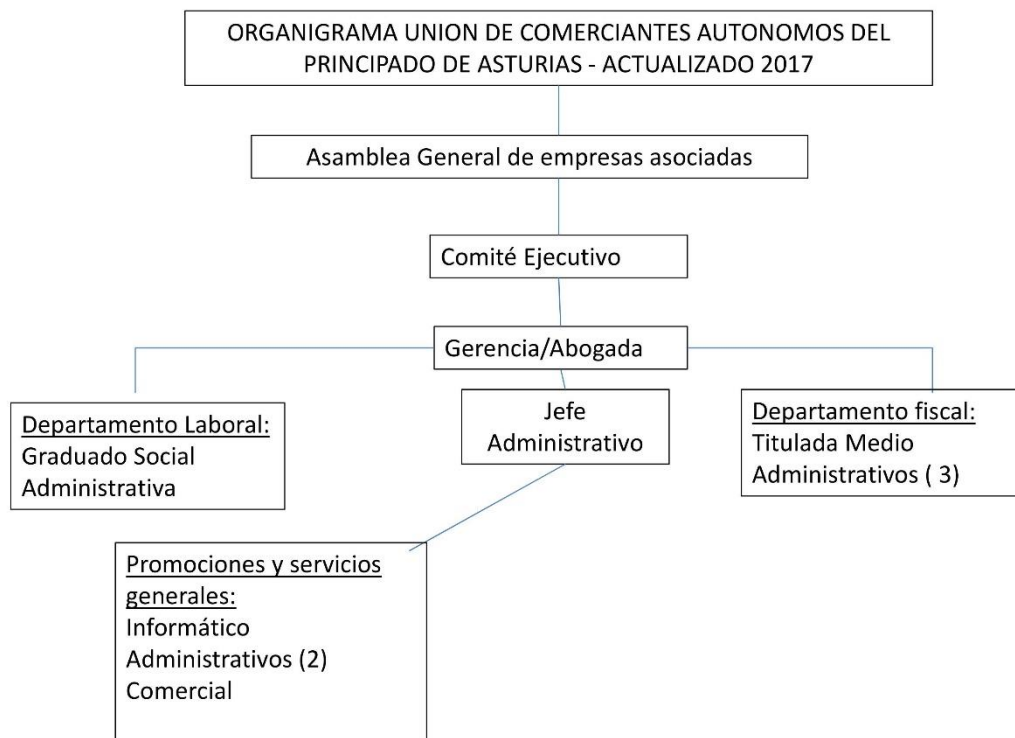 ORGANIGRAMA UNION DE COMERCIANTES AUTONOMOS DEL
PRINCIPADO DE ASTURIAS - ACTUALIZADO 2017
Asamblea General de empresas asociadas
Comité Ejecutivo
Gerencia/Abogada
Departamento Laboral:
Graduado Social
Administrativa
Jefe
Administrativo
Departamento fiscal:
Titulada Medio
Administrativos ( 3)
Promociones y servicios
generales:
Informático
Administrativos (2)
Comercial